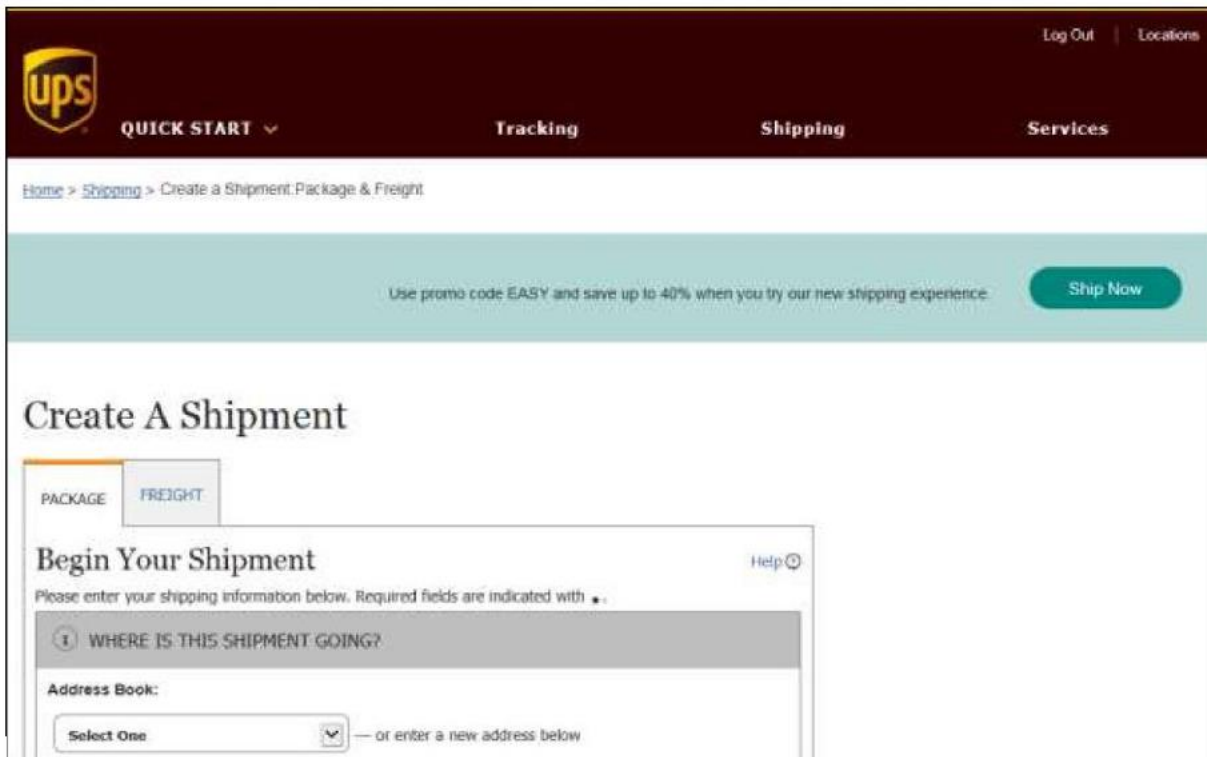 Log Out | Locations
ups
QUICK START Tracking Shipping Services
Home > Shipping > Create a Shipment: Package & Freight
Use promo code EASY and save up to 40% when you try our new shipping experience
Ship Now
Create A Shipment
PACKAGE FREIGHT
Begin Your Shipment
Help
Please enter your shipping information below. Required fields are indicated with •.
1 WHERE IS THIS SHIPMENT GOING?
Address Book:
Select One — or enter a new address below